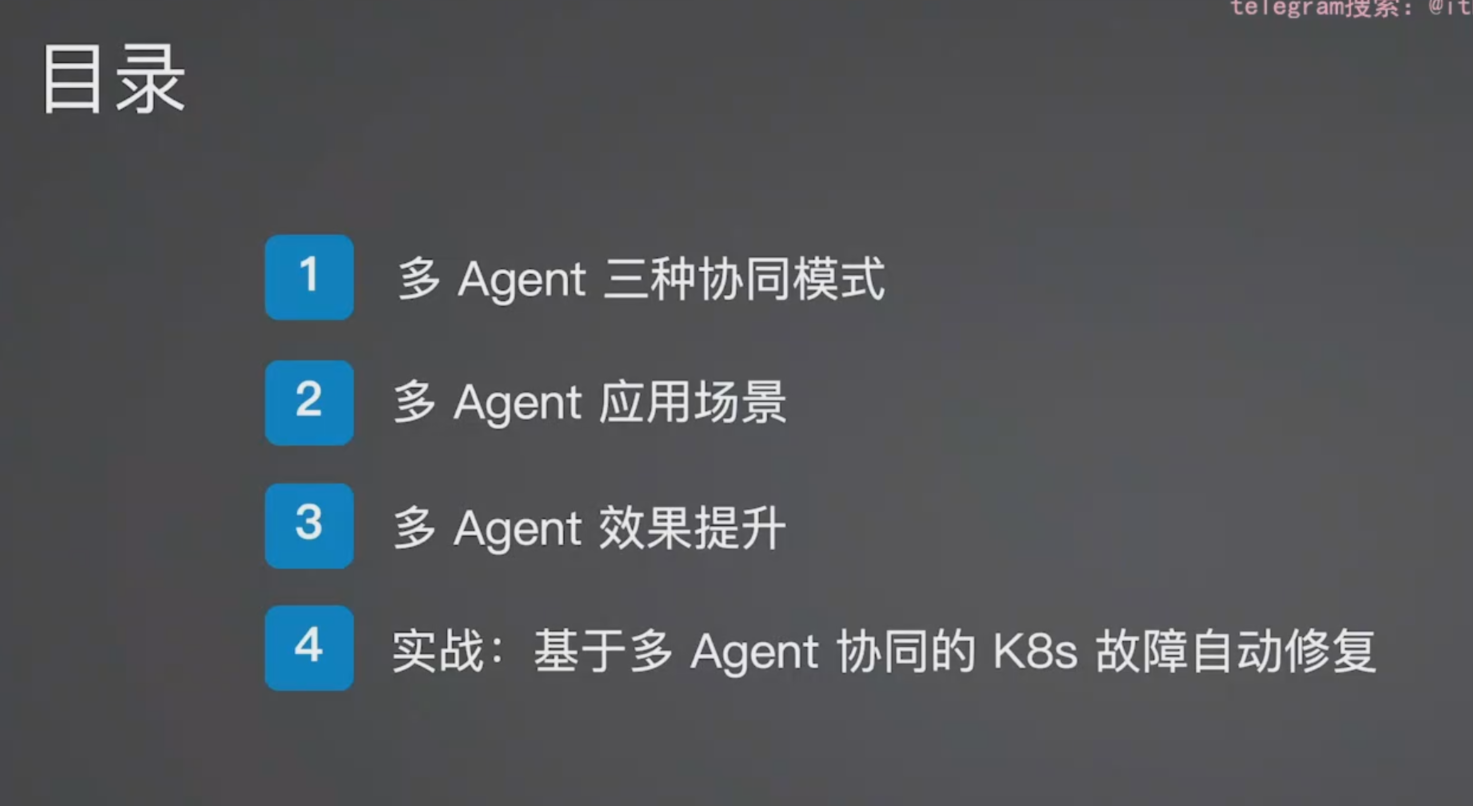 telegram搜索：@it
目录
1 多 Agent 三种协同模式
2 多 Agent 应用场景
3 多 Agent 效果提升
4 实战：基于多 Agent 协同的 K8s 故障自动修复